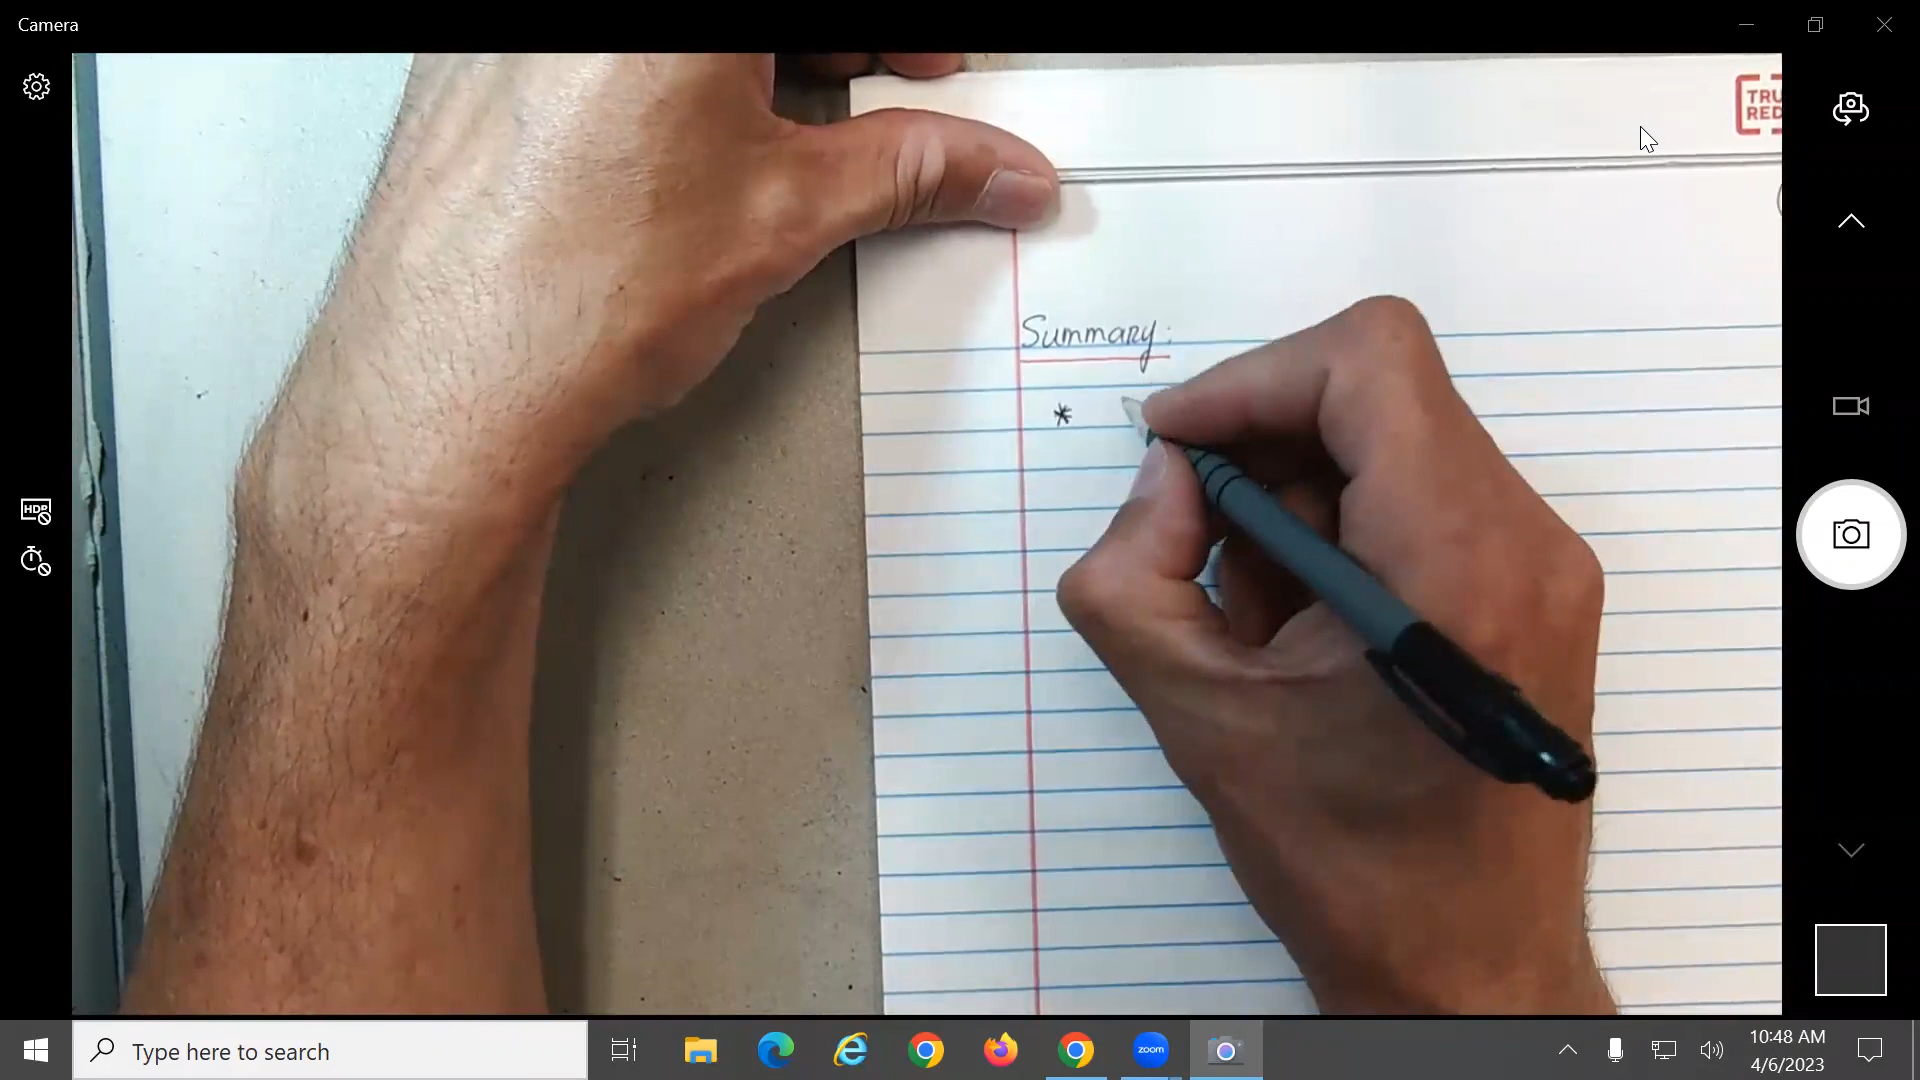 Camera
TRU
RED
Summary:
*
HDR
Type here to search
zoom
10:48 AM
4/6/2023